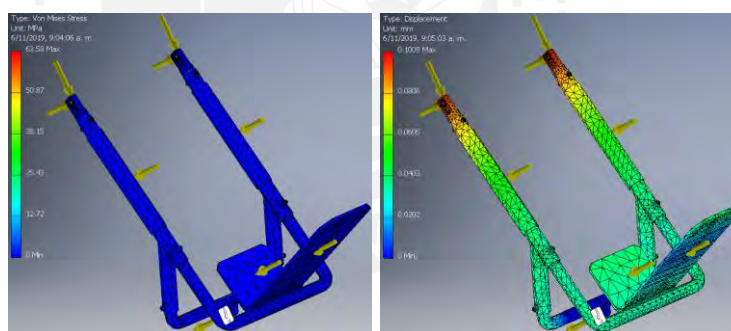 Type: Von Mises Stress
Unit: MPa
6/11/2019, 9:04:06 a. m.
63.58 Max
50.87
38.15
25.43
12.72
0 Min
Type: Displacement
Unit: mm
6/11/2019, 9:05:03 a. m.
0.1008 Max
0.0806
0.0605
0.0403
0.0202
0 Min.